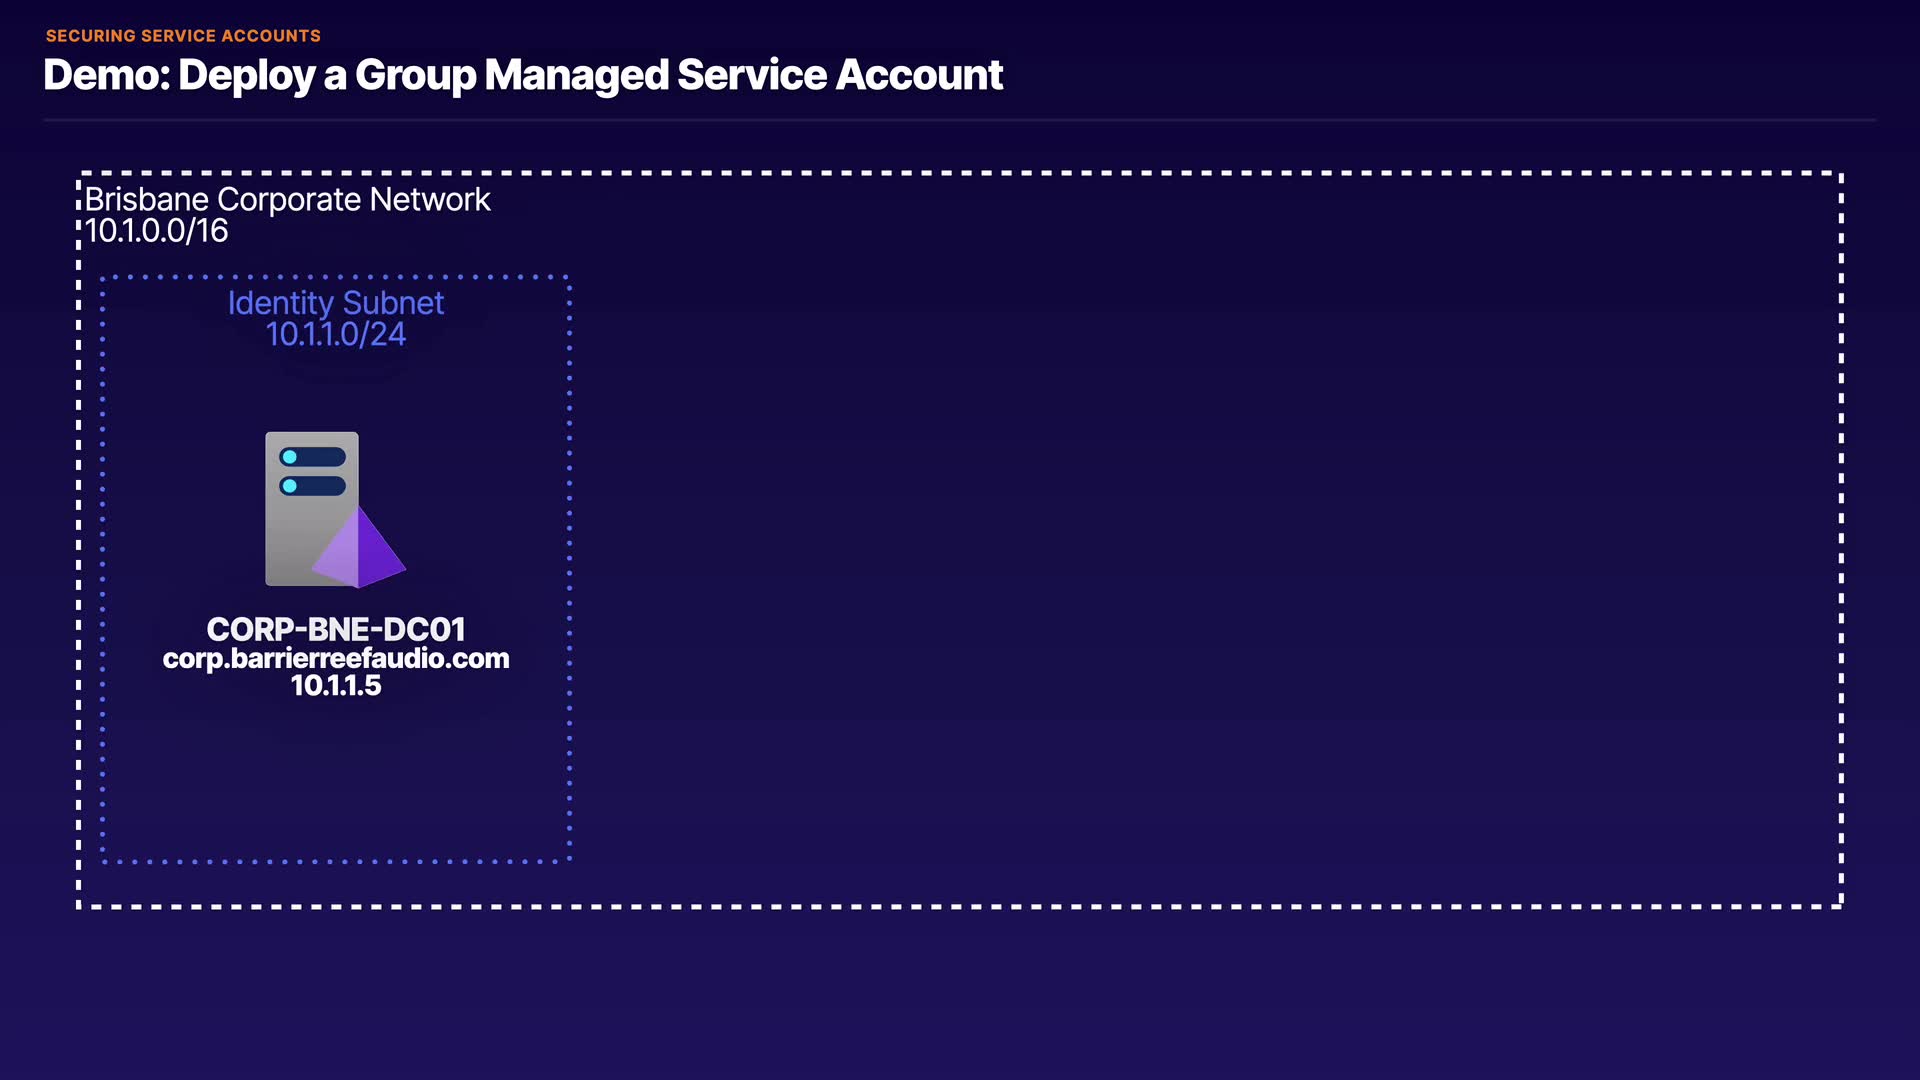 SECURING SERVICE ACCOUNTS
Demo: Deploy a Group Managed Service Account
Brisbane Corporate Network
10.1.0.0/16
Identity Subnet
10.1.1.0/24
CORP-BNE-DC01
corp.barrierreefaudio.com
10.1.1.5